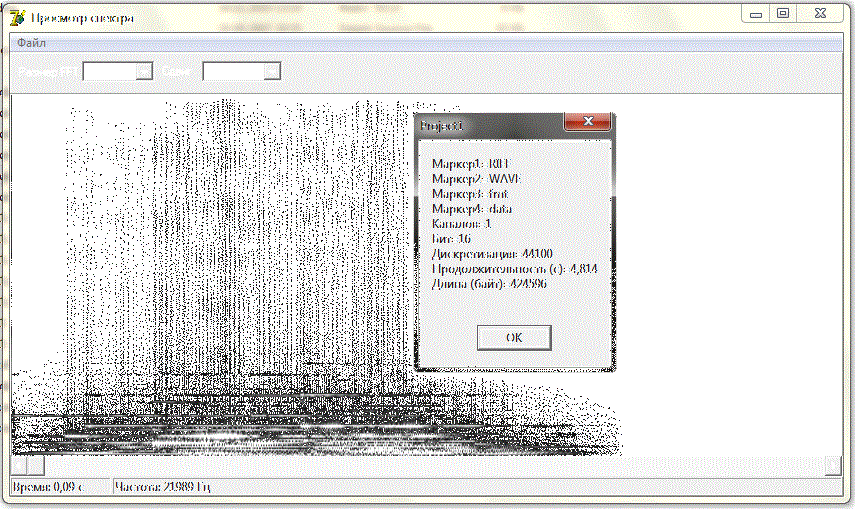 Просмотр спектра
Файл
Project1
Маркер1: RIFF
Маркер2: WAVE
Маркер3: fmt
Маркер4: data
Каналов: 1
Бит: 16
Дискретизация: 44100
Продолжительность (с): 4,814
Длина (байт): 424596
OK
Время: 0,09 с
Частота: 21989 Гц